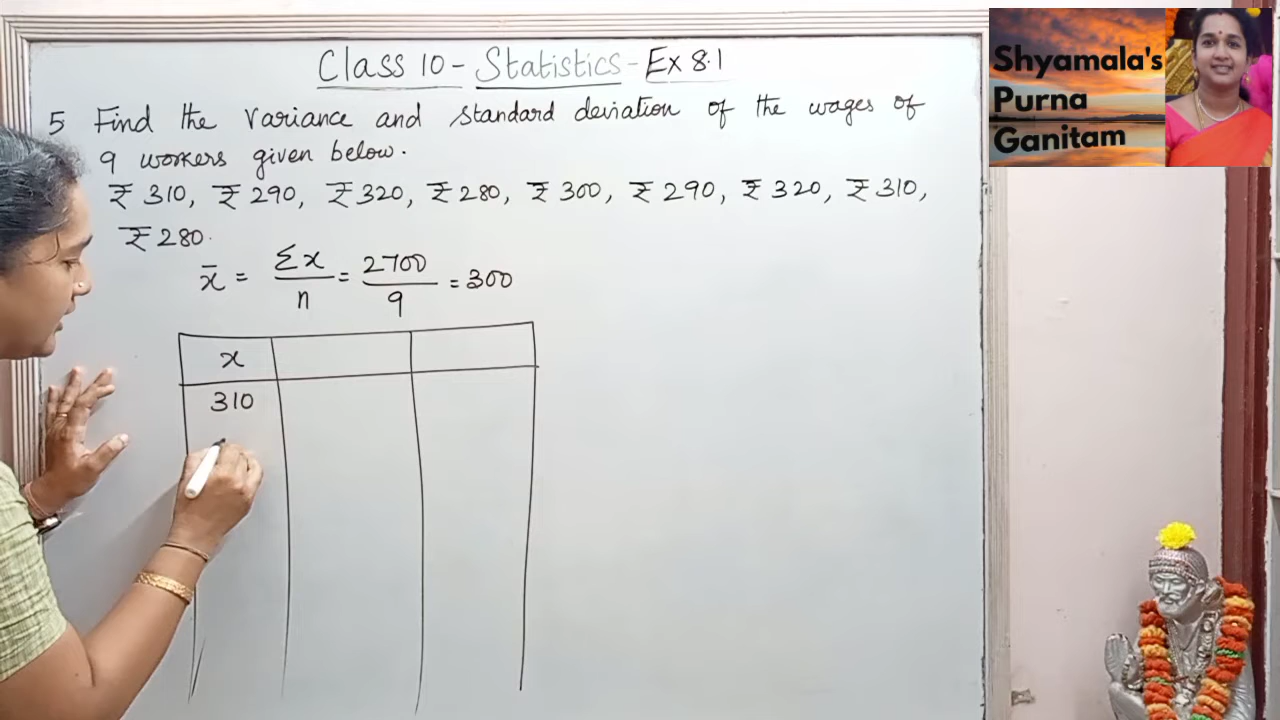 Class 10 - Statistics - Ex 8.1
5 Find the variance and standard deviation of the wages of
9 workers given below.
₹ 310, ₹ 290, ₹ 320, ₹ 280, ₹ 300, ₹ 290, ₹ 320, ₹ 310,
₹ 280.
x̄ = Σx/n = 2700/9 = 300
x
310
Shyamala's
Purna
Ganitam